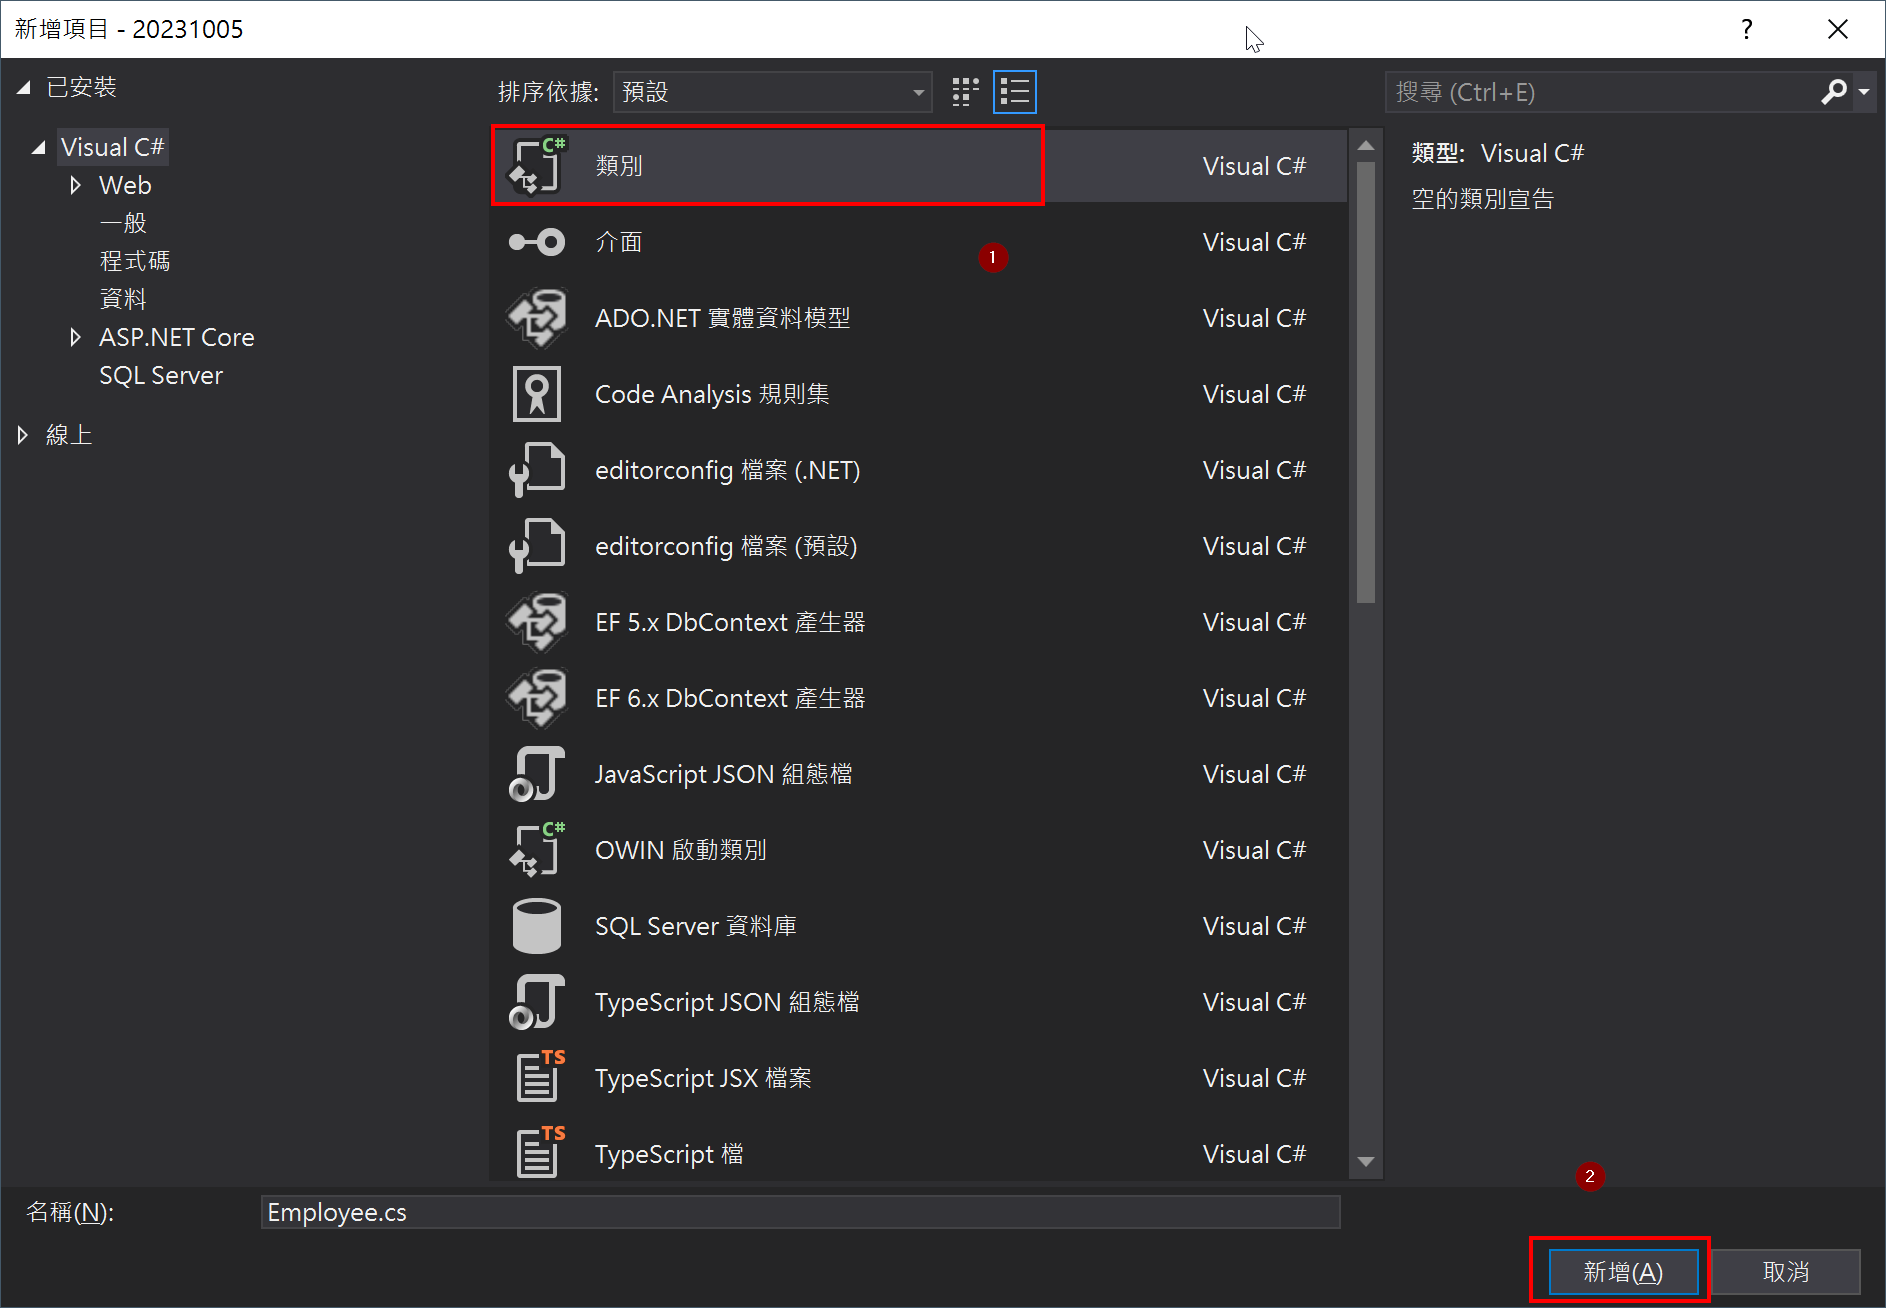 新增項目 - 20231005
?
已安裝
Visual C#
Web
一般
程式碼
資料
ASP.NET Core
SQL Server
線上
排序依據: 預設
搜尋 (Ctrl+E)
類別 Visual C#
介面 Visual C#
1
ADO.NET 實體資料模型 Visual C#
Code Analysis 規則集 Visual C#
editorconfig 檔案 (.NET) Visual C#
editorconfig 檔案 (預設) Visual C#
EF 5.x DbContext 產生器 Visual C#
EF 6.x DbContext 產生器 Visual C#
JavaScript JSON 組態檔 Visual C#
C#
OWIN 啟動類別 Visual C#
SQL Server 資料庫 Visual C#
TypeScript JSON 組態檔 Visual C#
TS
TypeScript JSX 檔案 Visual C#
TS
TypeScript 檔 Visual C#
類型: Visual C#
空的類別宣告
2
名稱(N): Employee.cs
新增(A) 取消